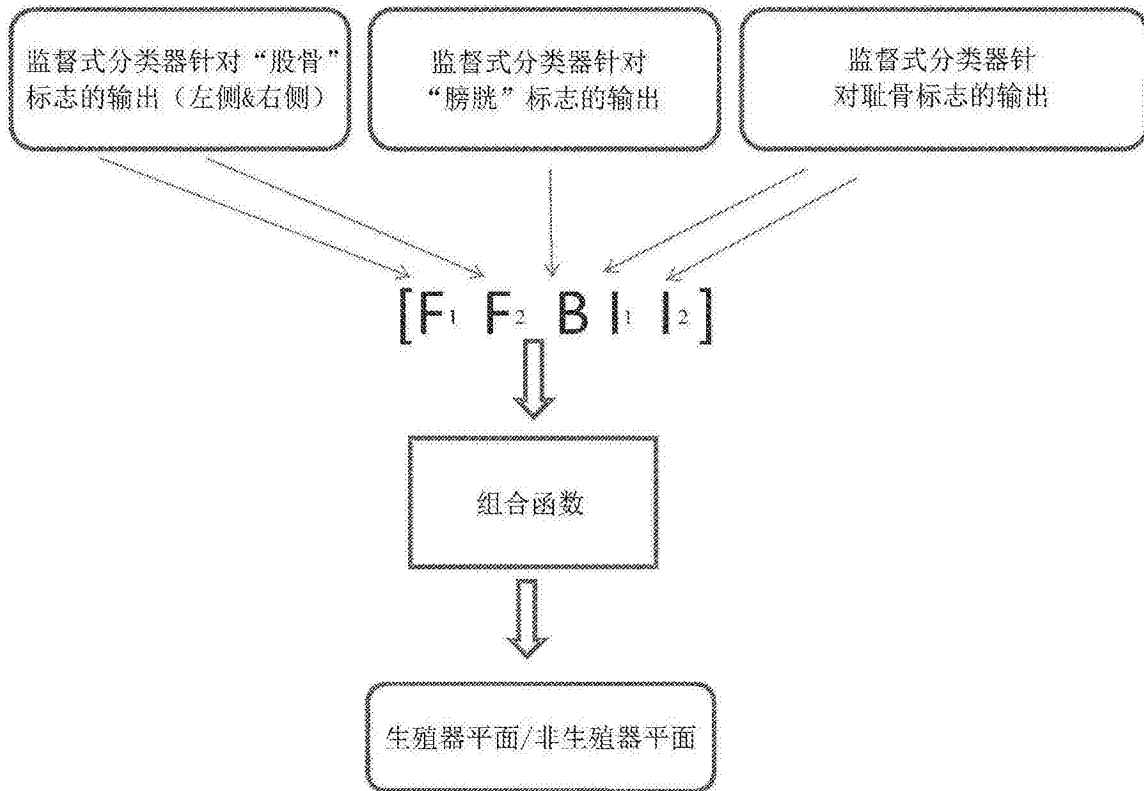 监督式分类器针对“股骨”
标志的输出（左侧&右侧）
监督式分类器针对
“膀胱”标志的输出
监督式分类器针
对耻骨标志的输出
[F1 F2 B I1 I2]
组合函数
生殖器平面/非生殖器平面